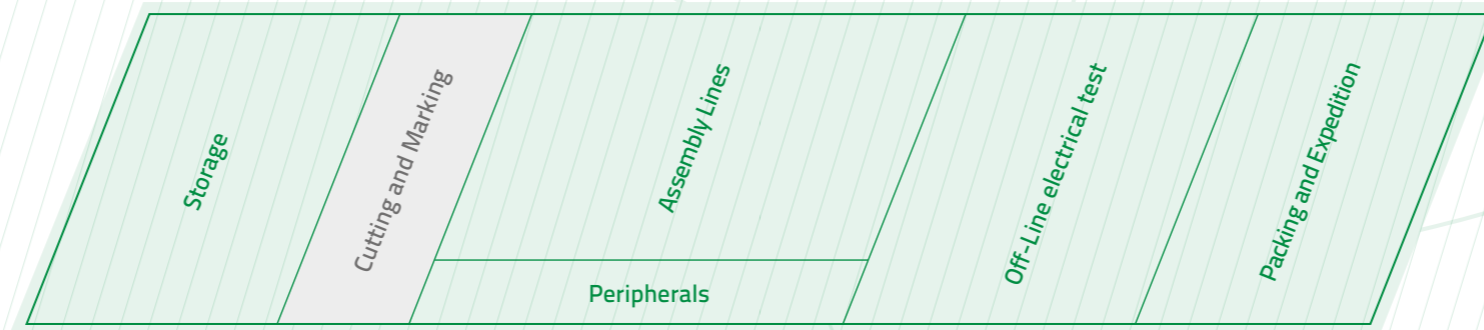 Storage
Cutting and Marking
Assembly Lines
Peripherals
Off-Line electrical test
Packing and Expedition